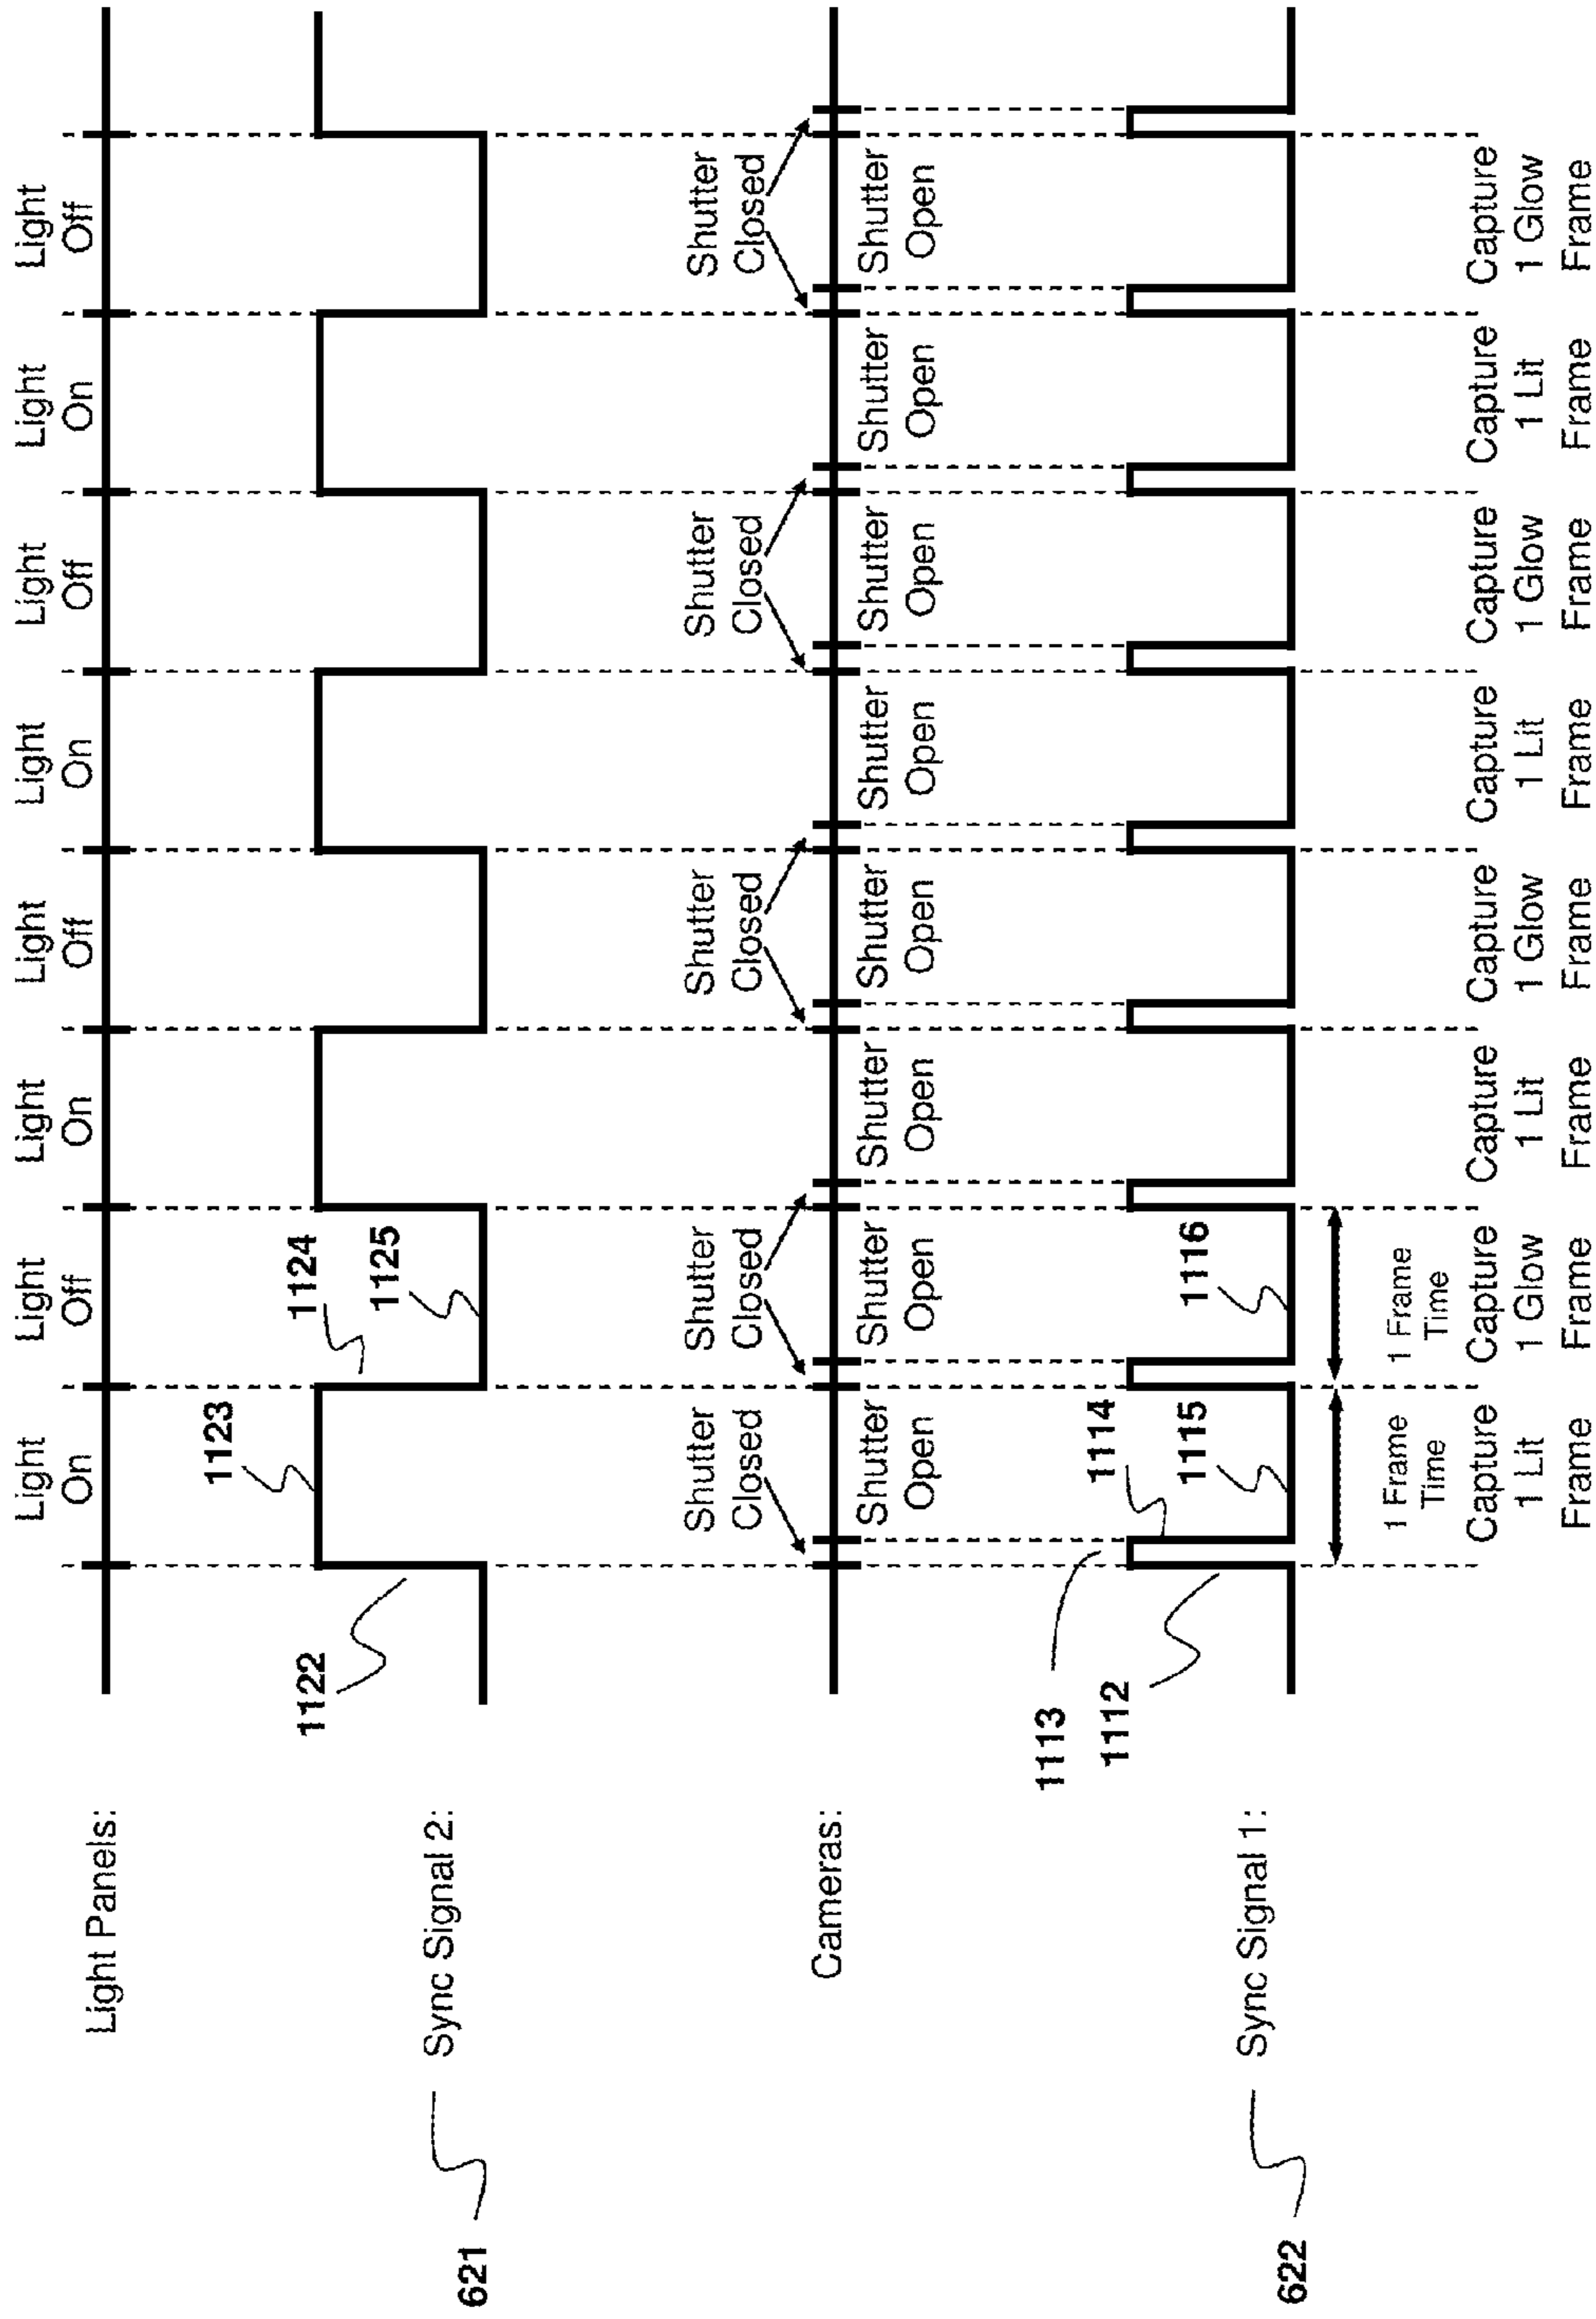 Light Light Light Light Light Light Light Light
On Off On Off On Off On Off
Light Panels:
1123
1122 1124
1125
Sync Signal 2:
621
Shutter Shutter Shutter Shutter Shutter
Closed Closed Closed Closed Closed
Cameras:
Shutter Shutter Shutter Shutter Shutter Shutter Shutter Shutter
Open Open Open Open Open Open Open Open
1113
1112 1114
1115 1116
Sync Signal 1:
622
1 Frame 1 Frame
Time Time
Capture Capture Capture Capture Capture Capture Capture Capture
1 Lit 1 Glow 1 Lit 1 Glow 1 Lit 1 Glow 1 Lit 1 Glow
Frame Frame Frame Frame Frame Frame Frame Frame